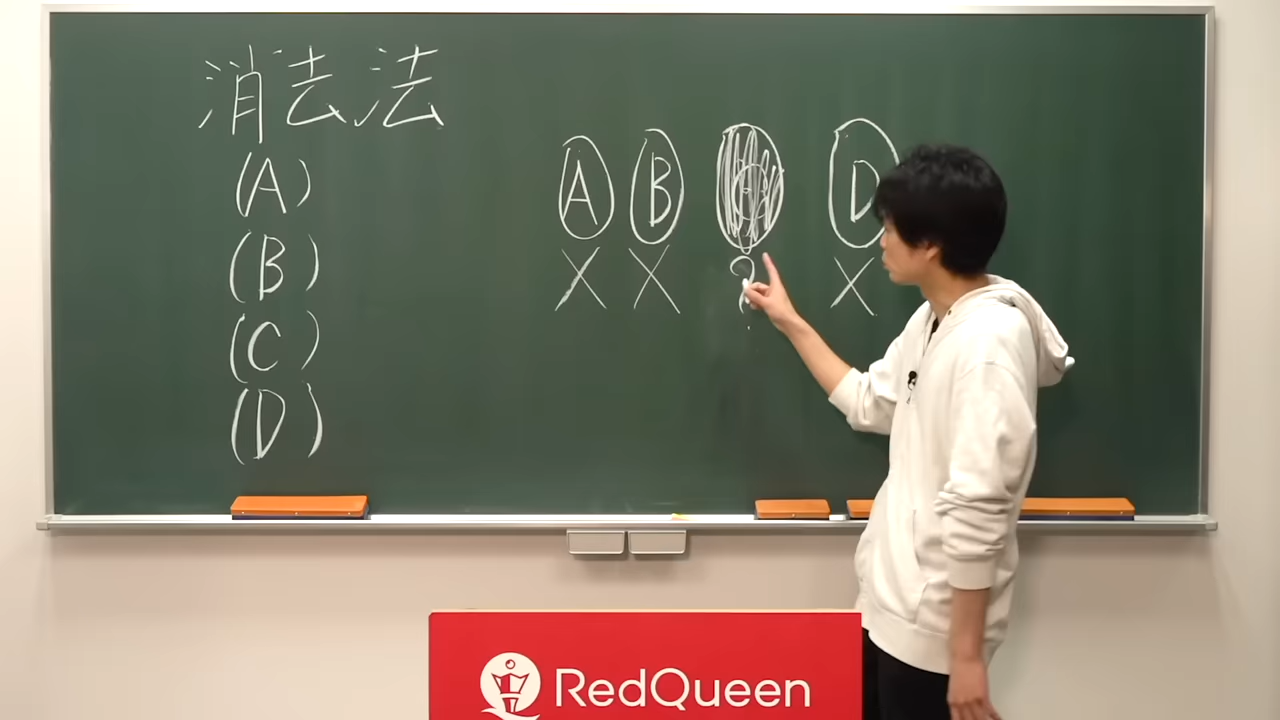 消去法
(A)
(B)
(C)
(D)
A B C D
X X ? X
RedQueen